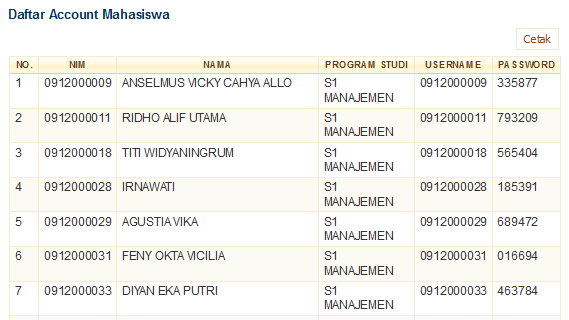 Daftar Account Mahasiswa
Cetak
NO. NIM NAMA PROGRAM STUDI USERNAME PASSWORD
1 0912000009 ANSELMUS VICKY CAHYA ALLO S1 0912000009 335877
MANAJEMEN
2 0912000011 RIDHO ALIF UTAMA S1 0912000011 793209
MANAJEMEN
3 0912000018 TITI WIDYANINGRUM S1 0912000018 565404
MANAJEMEN
4 0912000028 IRNAWATI S1 0912000028 185391
MANAJEMEN
5 0912000029 AGUSTIA VIKA S1 0912000029 689472
MANAJEMEN
6 0912000031 FENY OKTA VICILIA S1 0912000031 016694
MANAJEMEN
7 0912000033 DIYAN EKA PUTRI S1 0912000033 463784
MANAJEMEN